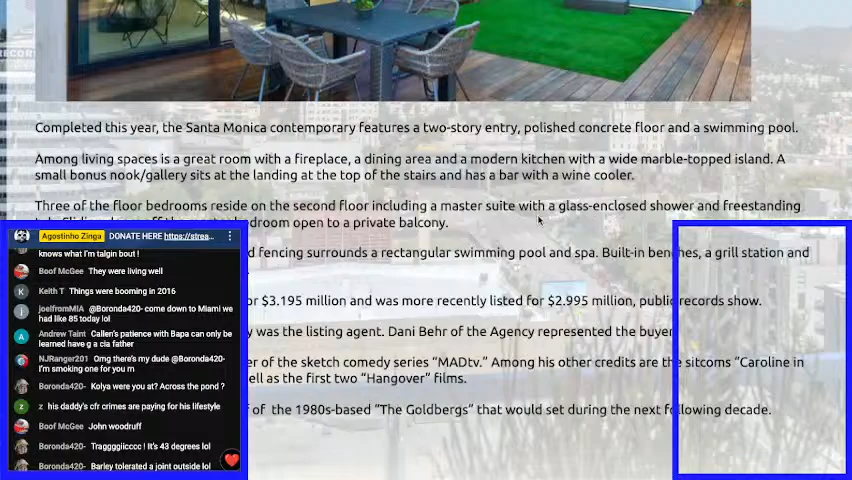 RECOR
Completed this year, the Santa Monica contemporary features a two-story entry, polished concrete floor and a swimming pool.
Among living spaces is a great room with a fireplace, a dining area and a modern kitchen with a wide marble-topped island. A
small bonus nook/gallery sits at the landing at the top of the stairs and has a bar with a wine cooler.
Three of the floor bedrooms reside on the second floor including a master suite with a glass-enclosed shower and freestanding
bedroom open to a private balcony.
d fencing surrounds a rectangular swimming pool and spa. Built-in benches, a grill station and
or $3.195 million and was more recently listed for $2.995 million, public records show.
y was the listing agent. Dani Behr of the Agency represented the buyer
er of the sketch comedy series “MADtv.” Among his other credits are the sitcoms “Caroline in
ell as the first two “Hangover” films.
of the 1980s-based “The Goldbergs” that would set during the next following decade.
Agostinho Zinga DONATE HERE https://strea...
knows what I'm talgin bout !
Boof McGee They were living well
Keith T Things were booming in 2016
joeifromMIA @Boronda420- come down to Miami we
had like 85 today lol
Andrew Taint Callen's patience with Bapa can only be
learned have g a cia father
NJRanger201 Omg there's my dude @Boronda420-
I'm smoking one for you rn
Boronda420- Kolya were you at? Across the pond ?
z his daddy's cfr crimes are paying for his lifestyle
Boof McGee John woodruff
Boronda420- Traggggiicccc ! It's 43 degrees lol
Boronda420- Barley tolerated a joint outside lol